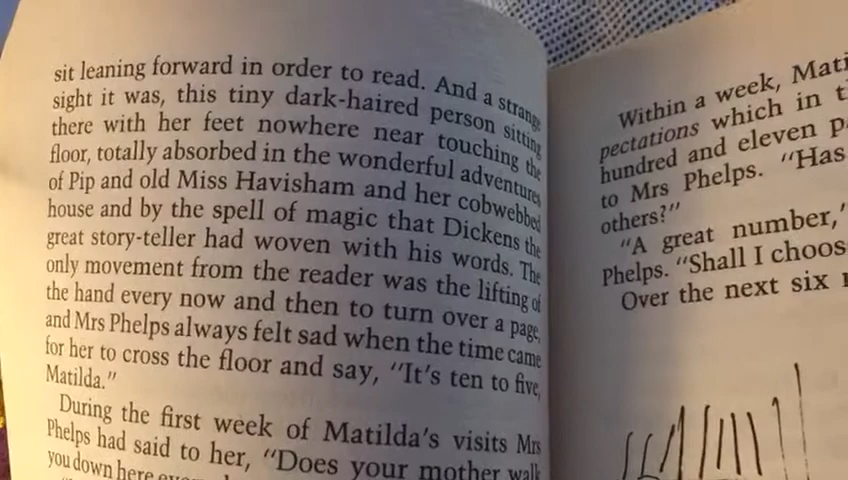 sit leaning forward in order to read. And a strange
sight it was, this tiny dark-haired person sitting
there with her feet nowhere near touching the
floor, totally absorbed in the wonderful adventures
of Pip and old Miss Havisham and her cobwebbed
house and by the spell of magic that Dickens the
great story-teller had woven with his words. The
only movement from the reader was the lifting of
the hand every now and then to turn over a page,
and Mrs Phelps always felt sad when the time came
for her to cross the floor and say, "It's ten to five,
Matilda."
During the first week of Matilda's visits Mrs
Phelps had said to her, "Does your mother walk
you down here
Within a week,
pectations which in
hundred and eleven
to Mrs Phelps. "Has
others?"
"A great number,"
Phelps. "Shall I
Over the next six